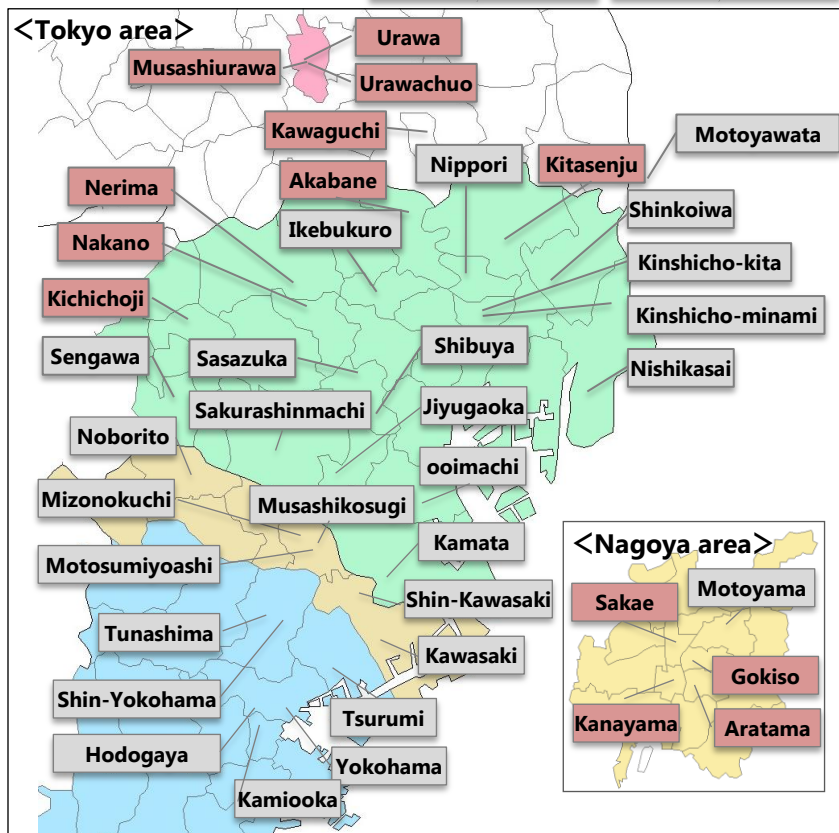 <Tokyo area>
Urawa
Musashiurawa
Urawachuo
Kawaguchi
Motoyawata
Nippori
Kitasenju
Nerima
Akabane
Shinkoiwa
Ikebukuro
Nakano
Kinshicho-kita
Kichichoji
Kinshicho-minami
Sengawa
Sasazuka
Shibuya
Nishikasai
Sakurashinmachi
Jiyugaoka
Noborito
ooimachi
Mizonokuchi
Musashikosugi
Kamata
Motosumiyoashi
Shin-Kawasaki
Tunashima
Kawasaki
Shin-Yokohama
Tsurumi
Hodogaya
Yokohama
Kamiooka
<Nagoya area>
Motoyama
Sakae
Gokiso
Kanayama
Aratama